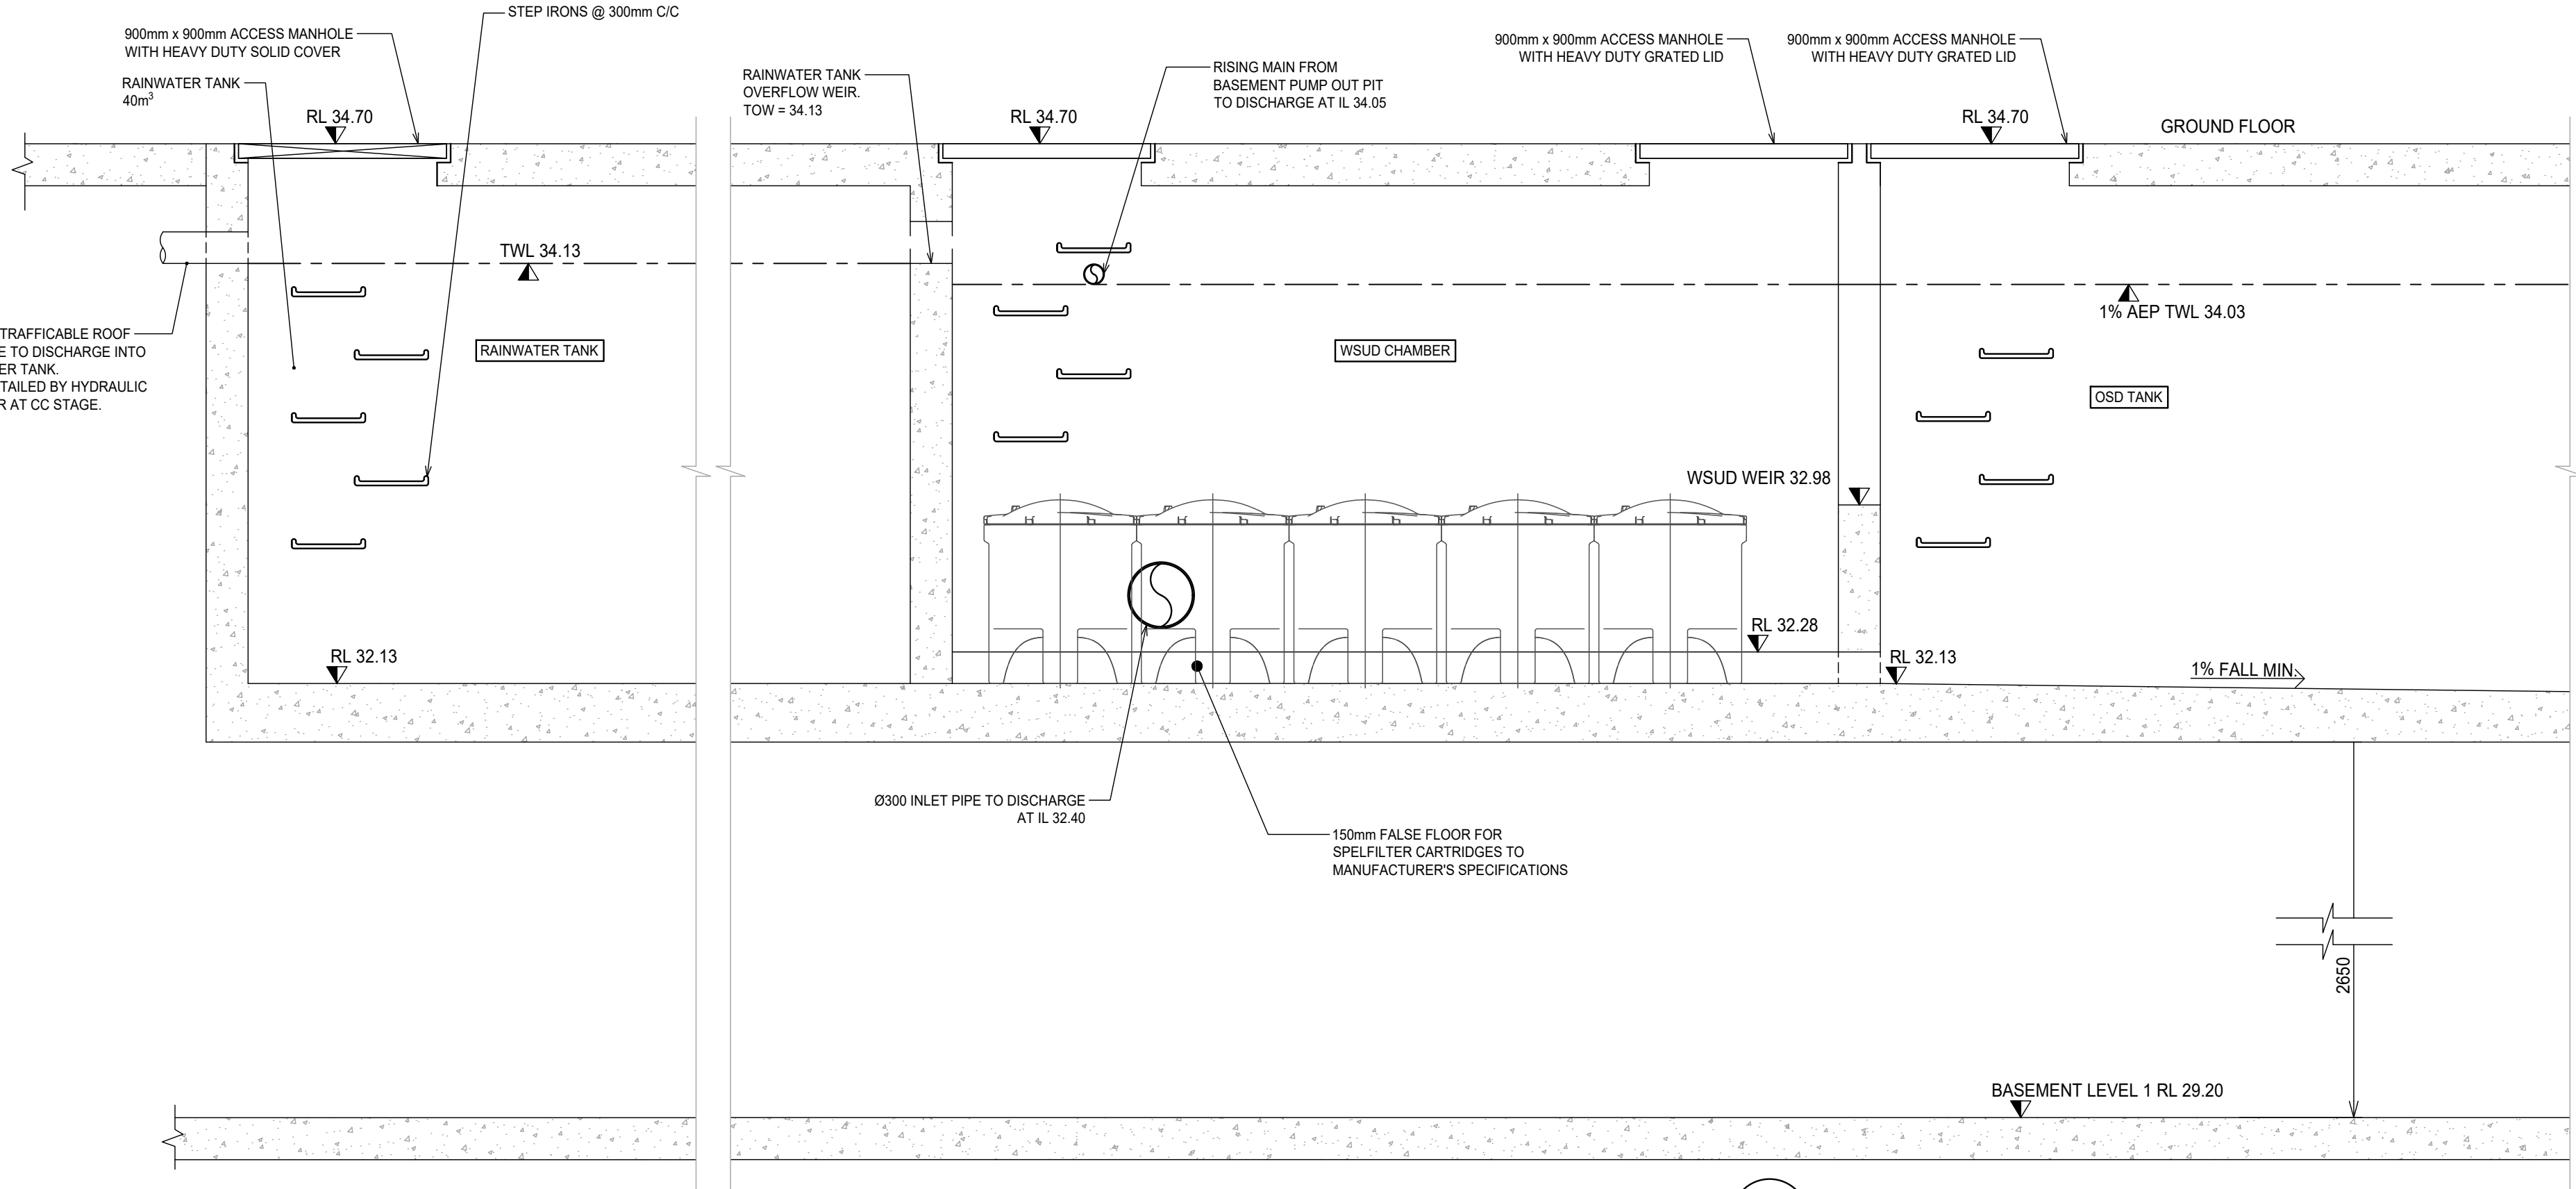 STEP IRONS @ 300mm C/C
900mm x 900mm ACCESS MANHOLE
WITH HEAVY DUTY SOLID COVER
RAINWATER TANK
40m³
RL 34.70
RAINWATER TANK
OVERFLOW WEIR.
TOW = 34.13
RISING MAIN FROM
BASEMENT PUMP OUT PIT
TO DISCHARGE AT IL 34.05
RL 34.70
900mm x 900mm ACCESS MANHOLE
WITH HEAVY DUTY GRATED LID
900mm x 900mm ACCESS MANHOLE
WITH HEAVY DUTY GRATED LID
RL 34.70
GROUND FLOOR
TWL 34.13
1% AEP TWL 34.03
TRAFFICABLE ROOF
TO DISCHARGE INTO
TANK.
BY HYDRAULIC
AT CC STAGE.
RAINWATER TANK
WSUD CHAMBER
OSD TANK
WSUD WEIR 32.98
RL 32.28
RL 32.13
RL 32.13
1% FALL MIN.
Ø300 INLET PIPE TO DISCHARGE
AT IL 32.40
150mm FALSE FLOOR FOR
SPELFILTER CARTRIDGES TO
MANUFACTURER'S SPECIFICATIONS
2650
BASEMENT LEVEL 1 RL 29.20